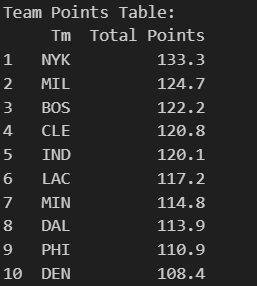 Team Points Table:
Tm Total Points
1 NYK 133.3
2 MIL 124.7
3 BOS 122.2
4 CLE 120.8
5 IND 120.1
6 LAC 117.2
7 MIN 114.8
8 DAL 113.9
9 PHI 110.9
10 DEN 108.4